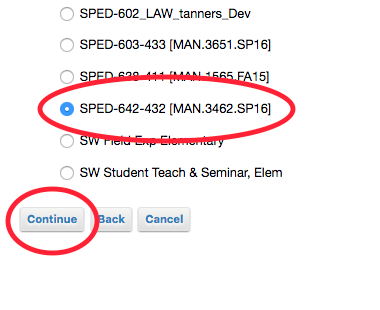 SPED-602_LAW_tanners_Dev
SPED-603-433 [MAN.3651.SP16]
SPED-638-411 [MAN.1565.FA15]
SPED-642-432 [MAN.3462.SP16]
SW Field Exp Elementary
SW Student Teach & Seminar, Elem
Continue Back Cancel